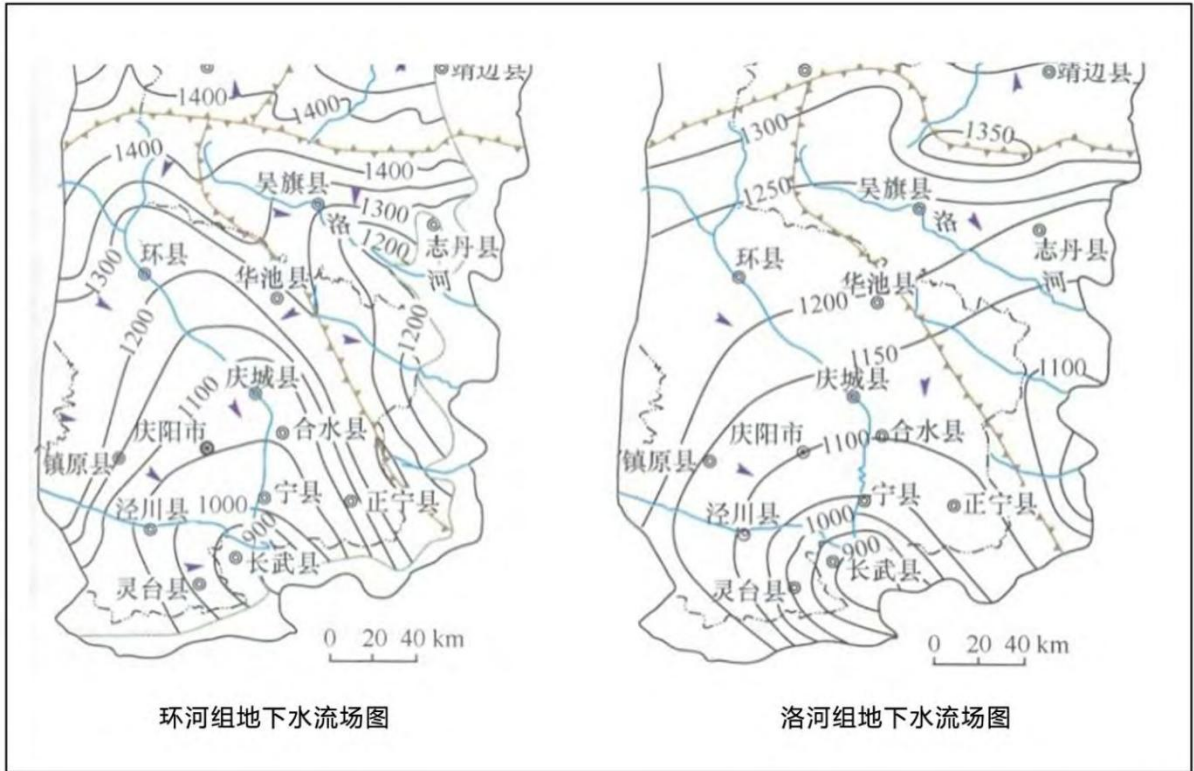 靖边县
1400
1400
1400
1400
吴旗县
1300
洛
1200
志丹县
环县
河
1300
华池县
1200
1200
1100
庆城县
庆阳市
合水县
镇原县
1000
宁县
正宁县
泾川县
900
长武县
灵台县
0 20 40 km
环河组地下水流场图
靖边县
1300
1350
1250
吴旗县
洛
志丹县
环县
华池县
河
1200
1150
1100
庆城县
庆阳市
1100
合水县
镇原县
宁县
正宁县
泾川县
1000
900
长武县
灵台县
0 20 40 km
洛河组地下水流场图